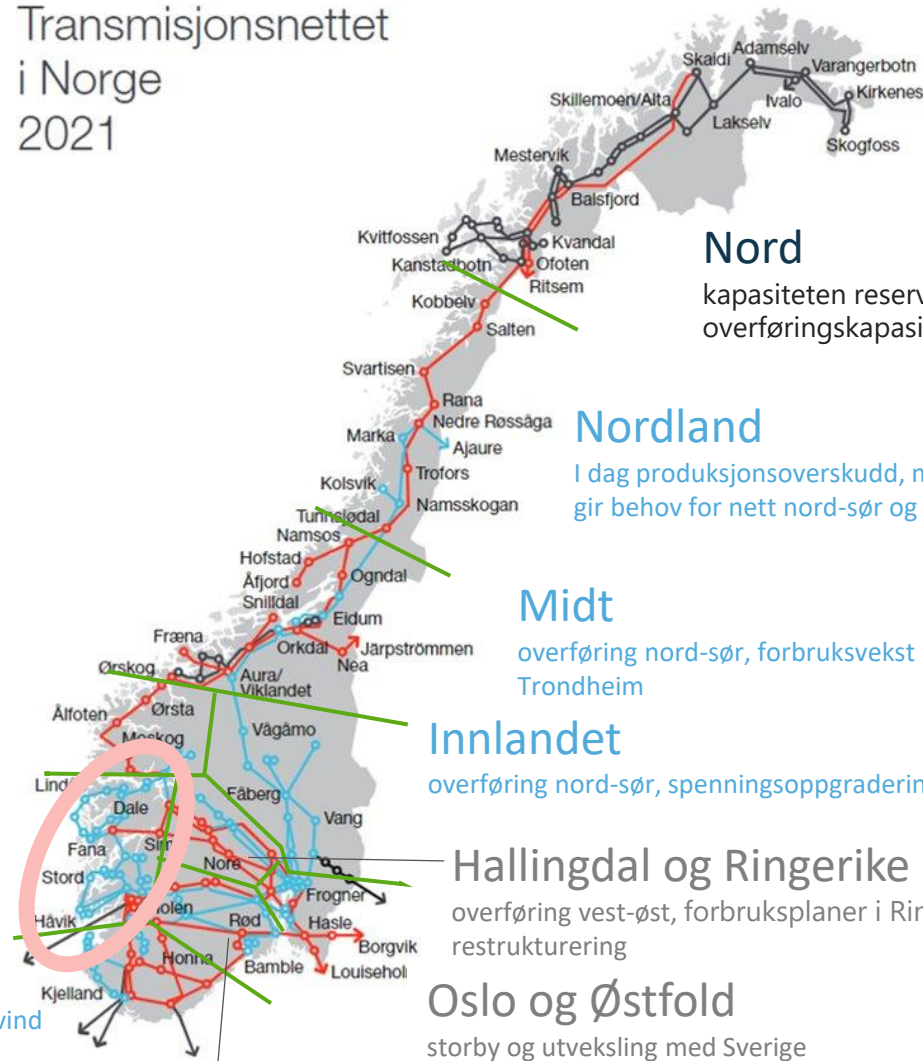 Transmisjonsnettet
i Norge
2021
Skaidi
Adamselv
Varangerbotn
Kirkenes
Ivalo
Skillemoen/Alta
Lakselv
Skogfoss
Mestervik
Balsfjord
Kvitfossen
Kvandal
Kanstadbotn
Ofoten
Ritsem
Nord
kapasiteten reserv
overføringskapasi
Kobbelv
Salten
Svartisen
Rana
Nedre Røssåga
Marka
Ajaure
Trofors
Kolsvik
Namsskogan
Nordland
I dag produksjonsoverskudd, n
gir behov for nett nord-sør og
Tunnsjødal
Namsos
Hofstad
Ogndal
Åfjord
Snilldal
Eidum
Fræna
Orkdal
Järpströmmen
Nea
Midt
overføring nord-sør, forbruksvekst
Trondheim
Ørskog
Aura/
Viklandet
Ørsta
Ålfoten
Vågåmo
Moskog
Innlandet
overføring nord-sør, spenningsoppgraderin
Fåberg
Dale
Vang
Fana
Nore
Stord
Frogner
Hallingdal og Ringerike
overføring vest-øst, forbruksplaner i Rin
restrukturering
Håvik
Rød
Hasle
Borgvik
Honna
Bamble
Kjelland
Oslo og Østfold
storby og utveksling med Sverige
vind